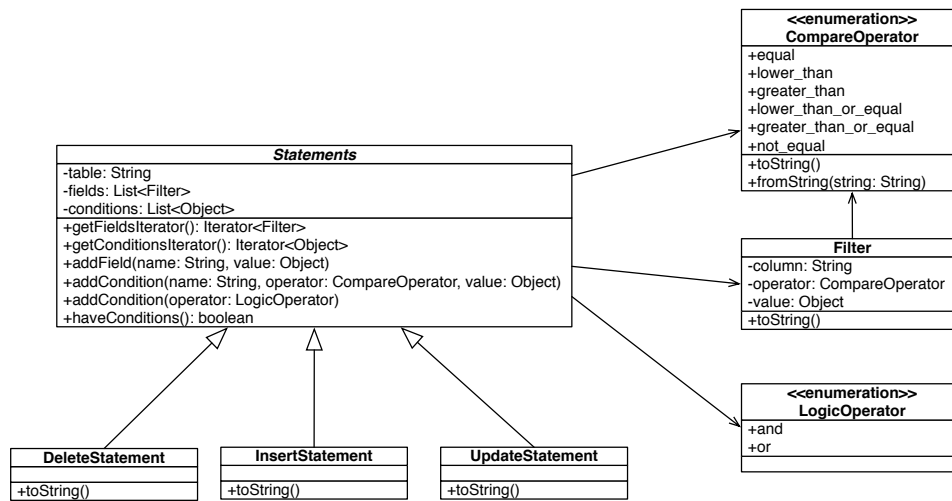 <<enumeration>>
CompareOperator
+equal
+lower_than
+greater_than
+lower_than_or_equal
+greater_than_or_equal
+not_equal
+toString()
+fromString(string: String)
Statements
-table: String
-fields: List<Filter>
-conditions: List<Object>
+getFieldsIterator(): Iterator<Filter>
+getConditionsIterator(): Iterator<Object>
+addField(name: String, value: Object)
+addCondition(name: String, operator: CompareOperator, value: Object)
+addCondition(operator: LogicOperator)
+haveConditions(): boolean
Filter
-column: String
-operator: CompareOperator
-value: Object
+toString()
<<enumeration>>
LogicOperator
+and
+or
DeleteStatement
+toString()
InsertStatement
+toString()
UpdateStatement
+toString()